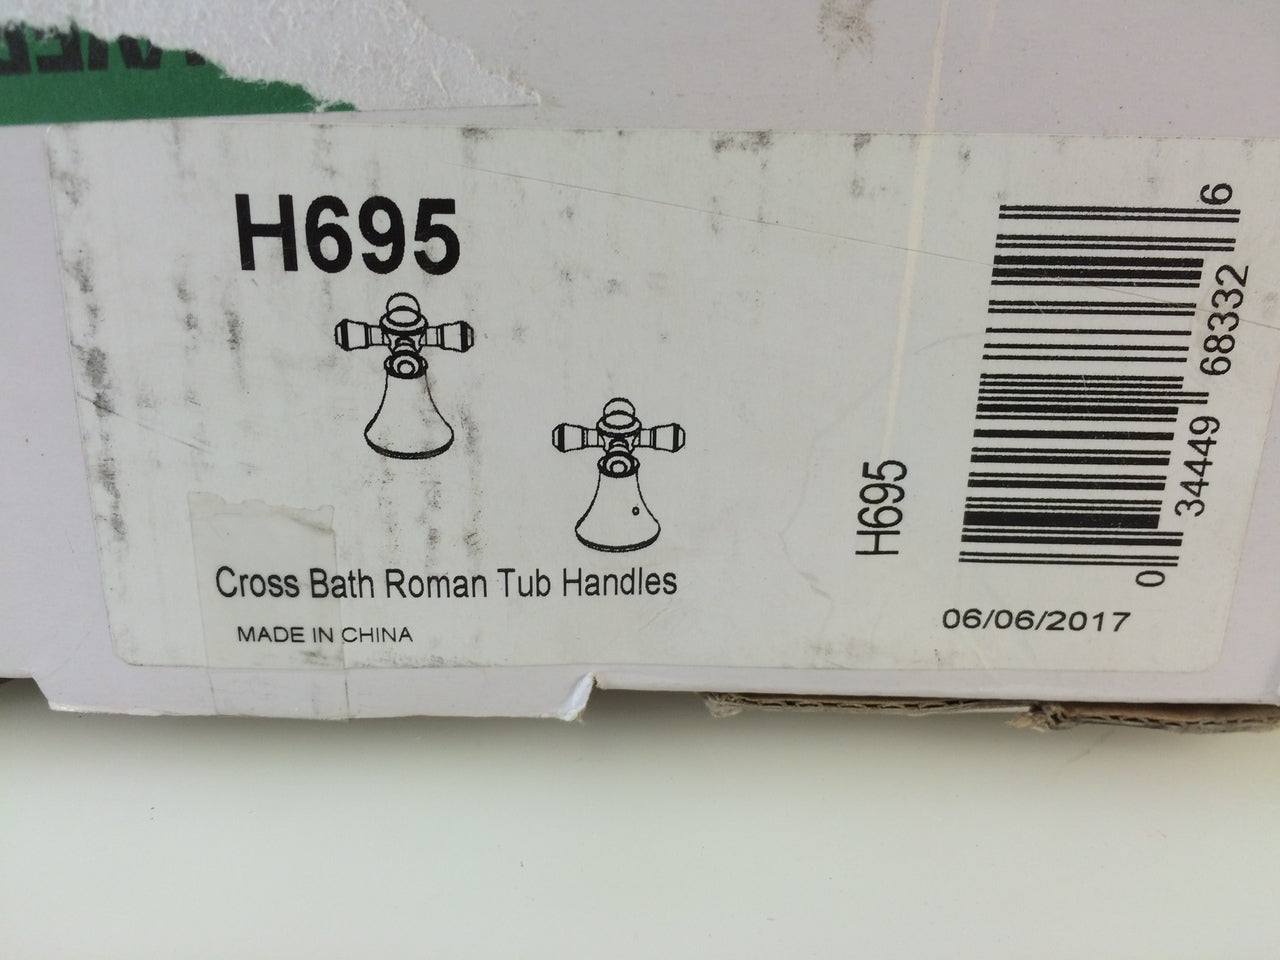 H695
Cross Bath Roman Tub Handles
MADE IN CHINA
H695
0 34449 68332 6
06/06/2017